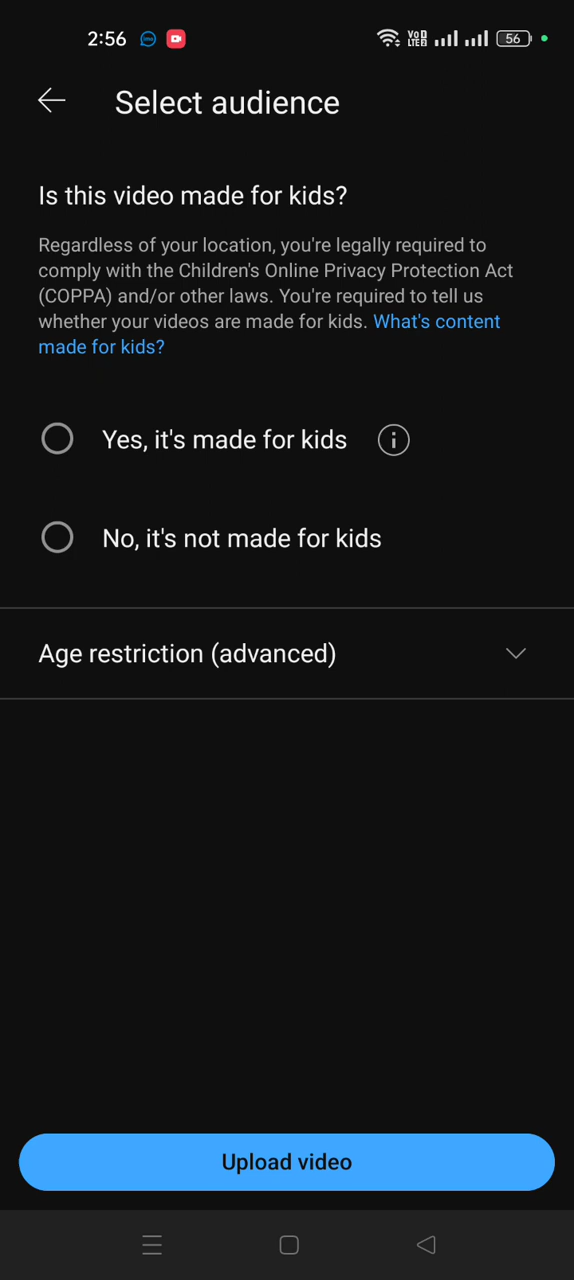 2:56
56
Select audience
Is this video made for kids?
Regardless of your location, you're legally required to
comply with the Children's Online Privacy Protection Act
(COPPA) and/or other laws. You're required to tell us
whether your videos are made for kids. What's content
made for kids?
Yes, it's made for kids
No, it's not made for kids
Age restriction (advanced)
Upload video